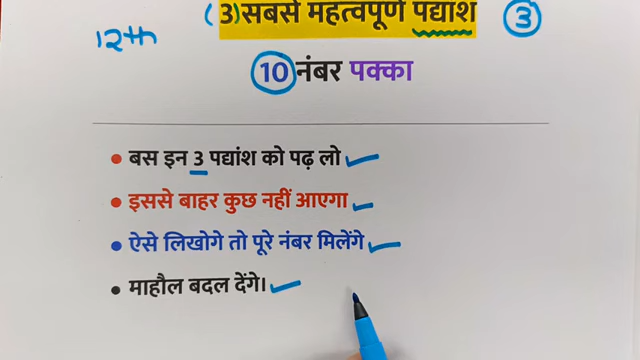 (3) सबसे महत्वपूर्ण पद्यांश 3
12th
10 नंबर पक्का
बस इन 3 पद्यांश को पढ़ लो
इससे बाहर कुछ नहीं आएगा
ऐसे लिखोगे तो पूरे नंबर मिलेंगे
माहौल बदल देंगे।